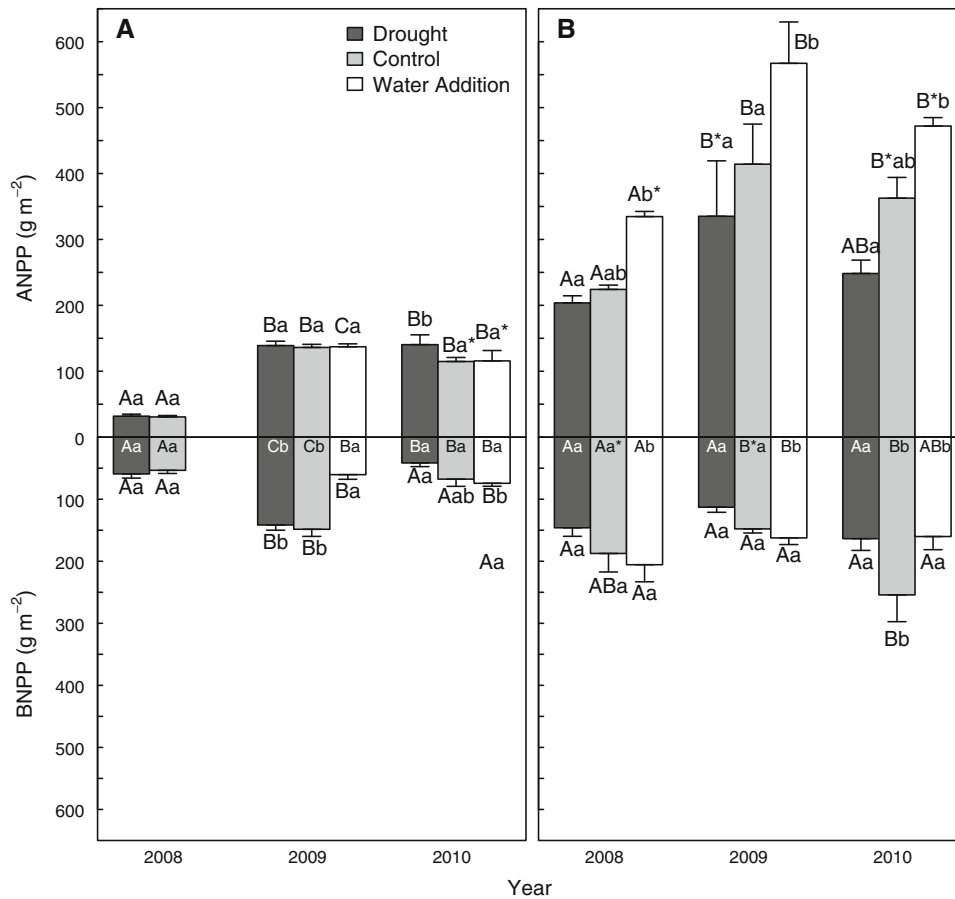 A
Drought
Control
Water Addition
B
600
500
400
300
200
100
0
100
200
300
400
500
600
ANPP (g m−2)
BNPP (g m−2)
Aa Aa
Ba Ba Ca
Bb Ba* Ba*
Aa Aa
Cb Cb Ba
Ba Ba Ba
Aa Aa
Bb Bb Ba
Aa Aab Bb
Aa
Aa Aab Ab*
B*a Ba Bb
ABa B*ab B*b
Aa Aa* Ab
Aa B*a Bb
Aa Bb ABb
Aa ABa Aa
Aa Aa Aa
Aa Bb Aa
2008 2009 2010
2008 2009 2010
Year